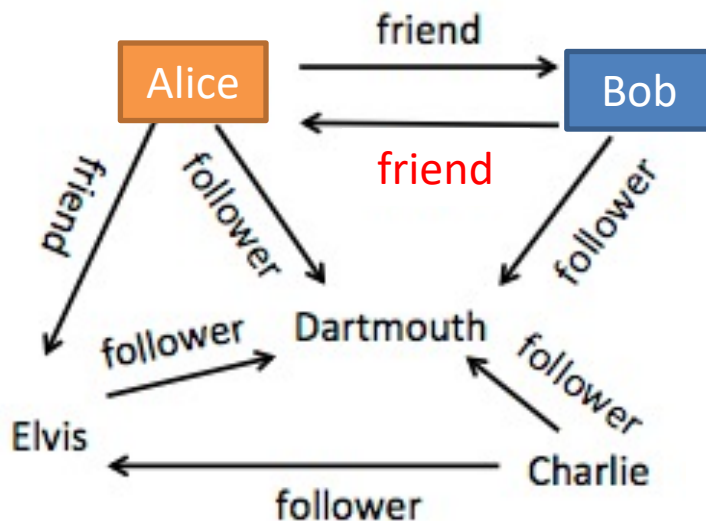 friend
Alice
Bob
friend
friend
follower
follower
follower
Dartmouth
follower
Elvis
Charlie
follower